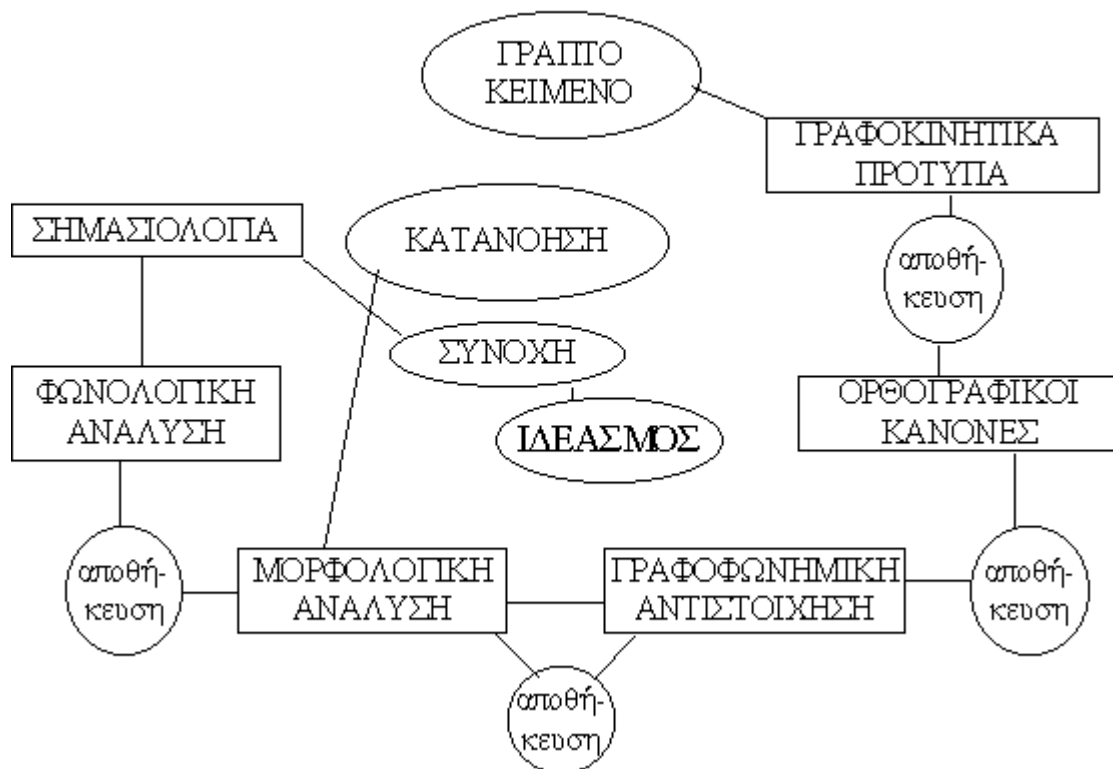 ΓΡΑΠΤΟ
ΚΕΙΜΕΝΟ
ΓΡΑΦΟΚΙΝΗΤΙΚΑ
ΠΡΟΤΥΠΑ
ΣΗΜΑΣΙΟΛΟΓΙΑ
ΚΑΤΑΝΟΗΣΗ
αποθή-
κευση
ΣΥΝΟΧΗ
ΦΩΝΟΛΟΓΙΚΗ
ΑΝΑΛΥΣΗ
ΙΔΕΑΣΜΟΣ
ΟΡΘΟΓΡΑΦΙΚΟΙ
ΚΑΝΟΝΕΣ
αποθή-
κευση
ΜΟΡΦΟΛΟΓΙΚΗ
ΑΝΑΛΥΣΗ
ΓΡΑΦΟΦΩΝΗΜΙΚΗ
ΑΝΤΙΣΤΟΙΧΗΣΗ
αποθή-
κευση
αποθή-
κευση